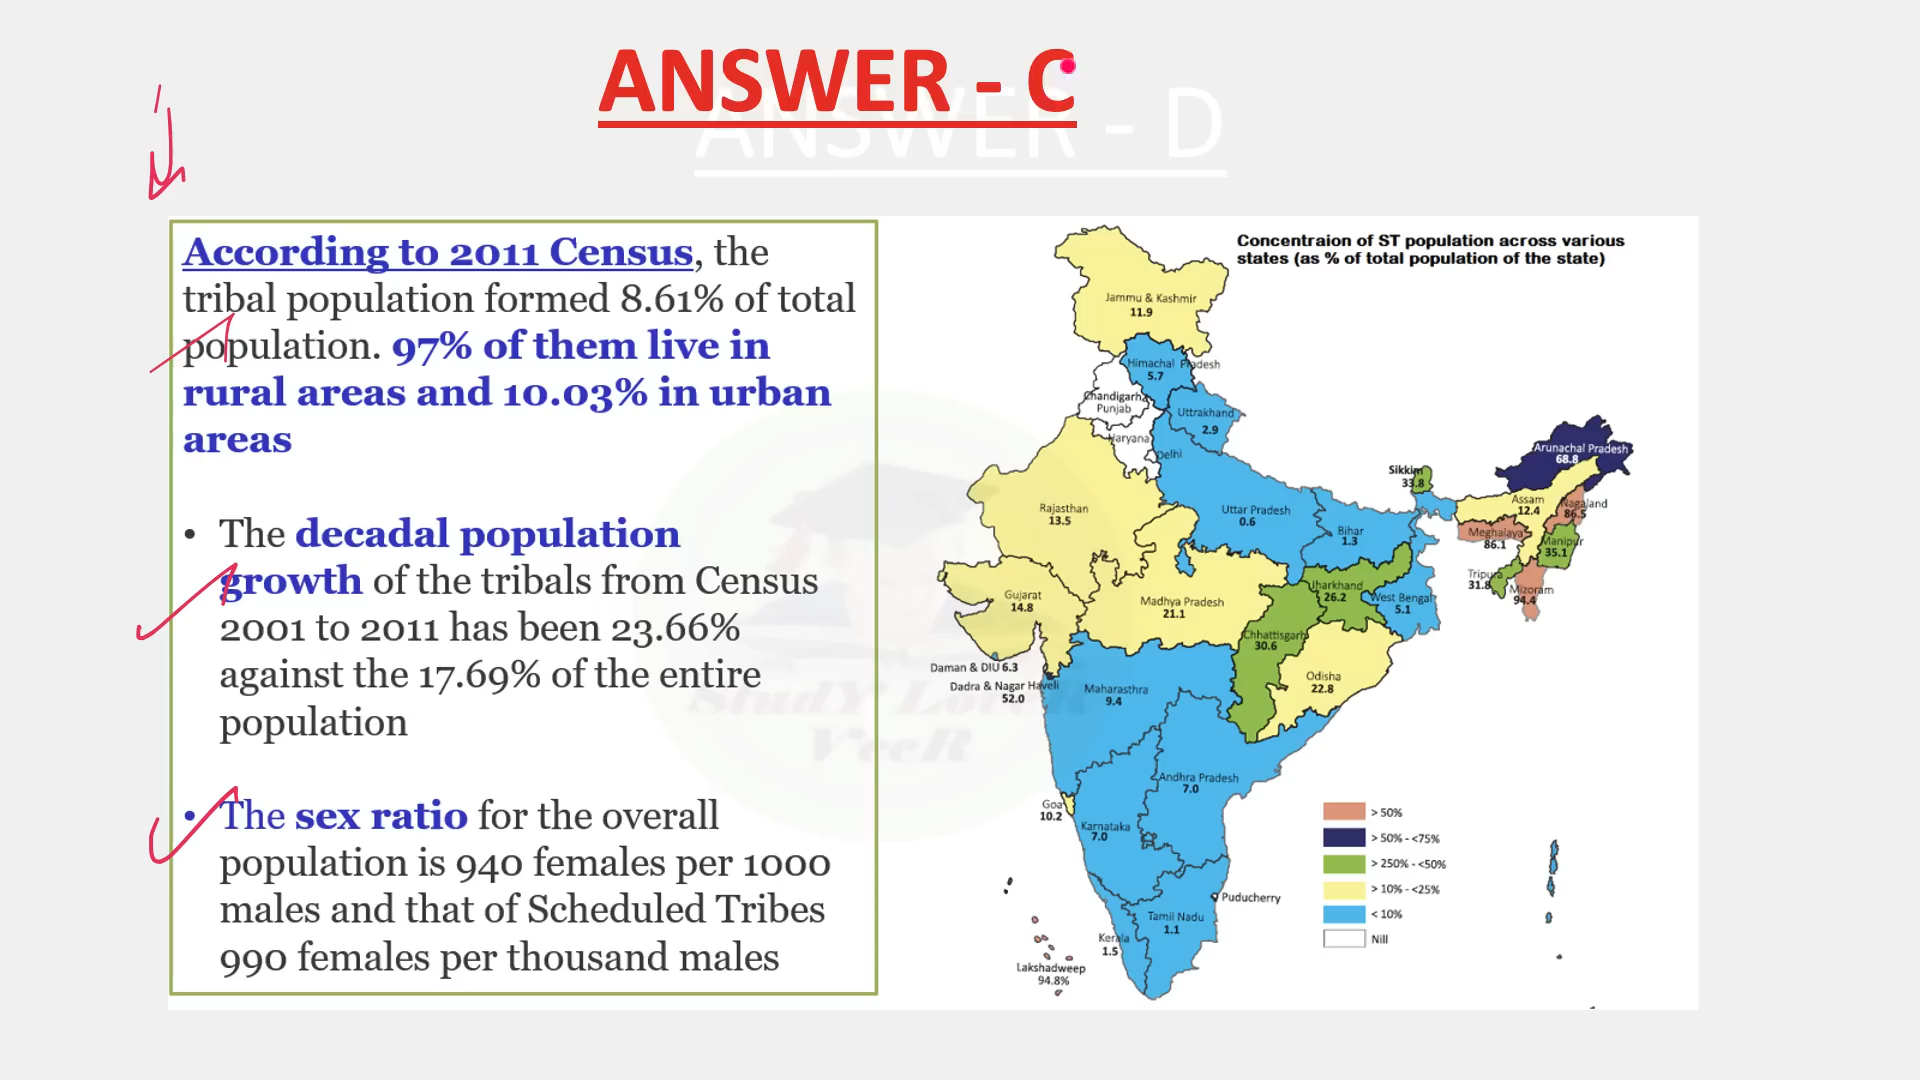 ANSWER - C
ANSWER - D
According to 2011 Census, the
tribal population formed 8.61% of total
population. 97% of them live in
rural areas and 10.03% in urban
areas
• The decadal population
growth of the tribals from Census
2001 to 2011 has been 23.66%
against the 17.69% of the entire
population
• The sex ratio for the overall
population is 940 females per 1000
males and that of Scheduled Tribes
990 females per thousand males
Concentraion of ST population across various
states (as % of total population of the state)
Jammu & Kashmir
11.9
Himachal Pradesh
5.7
Chandigarh
Punjab
Uttrakhand
2.9
Haryana
Delhi
Rajasthan
13.5
Uttar Pradesh
0.6
Bihar
1.3
Sikkim
33.8
Arunachal Pradesh
68.8
Assam
12.4
Nagaland
86.5
Meghalaya
86.1
Manipur
35.1
Tripura
31.8
Mizoram
94.4
Gujarat
14.8
Madhya Pradesh
21.1
Jharkhand
26.2
West Bengal
5.1
Chhattisgarh
30.6
Odisha
22.8
Daman & DIU 6.3
Dadra & Nagar Haveli
52.0
Maharasthra
9.4
Andhra Pradesh
7.0
Goa
10.2
Karnataka
7.0
Puducherry
Tamil Nadu
1.1
Kerala
1.5
Lakshadweep
94.8%
> 50%
> 50% - <75%
> 250% - <50%
> 10% - <25%
< 10%
Nill
StudY LoveR
VeeR